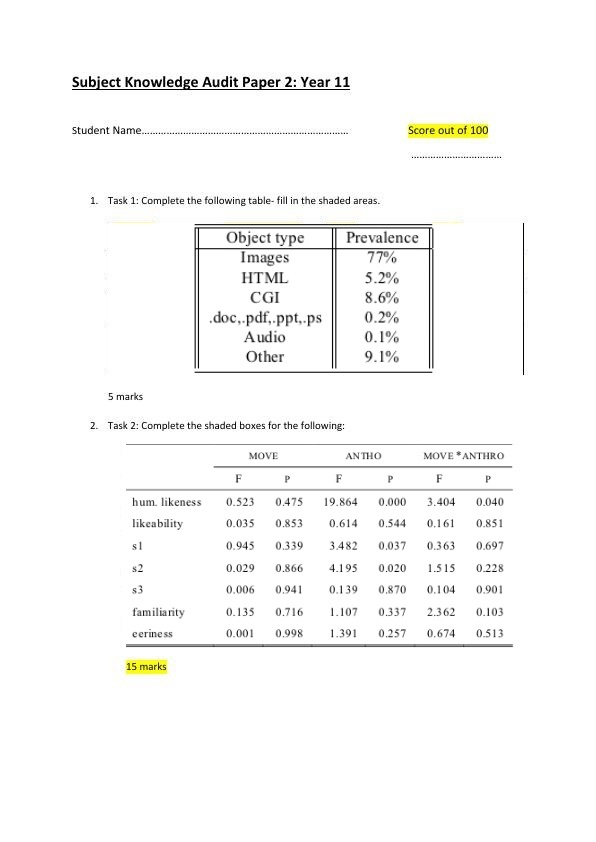 Subject Knowledge Audit Paper 2: Year 11
Student Name………………………………………………………………… Score out of 100
……………………………
1. Task 1: Complete the following table- fill in the shaded areas.
Object type Prevalence
Images 77%
HTML 5.2%
CGI 8.6%
.doc,.pdf,.ppt,.ps 0.2%
Audio 0.1%
Other 9.1%
5 marks
2. Task 2: Complete the shaded boxes for the following:
MOVE ANTHO MOVE *ANTHRO
F P F P F P
hum. likeness 0.523 0.475 19.864 0.000 3.404 0.040
likeability 0.035 0.853 0.614 0.544 0.161 0.851
s1 0.945 0.339 3.482 0.037 0.363 0.697
s2 0.029 0.866 4.195 0.020 1.515 0.228
s3 0.006 0.941 0.139 0.870 0.104 0.901
familiarity 0.135 0.716 1.107 0.337 2.362 0.103
eeriness 0.001 0.998 1.391 0.257 0.674 0.513
15 marks